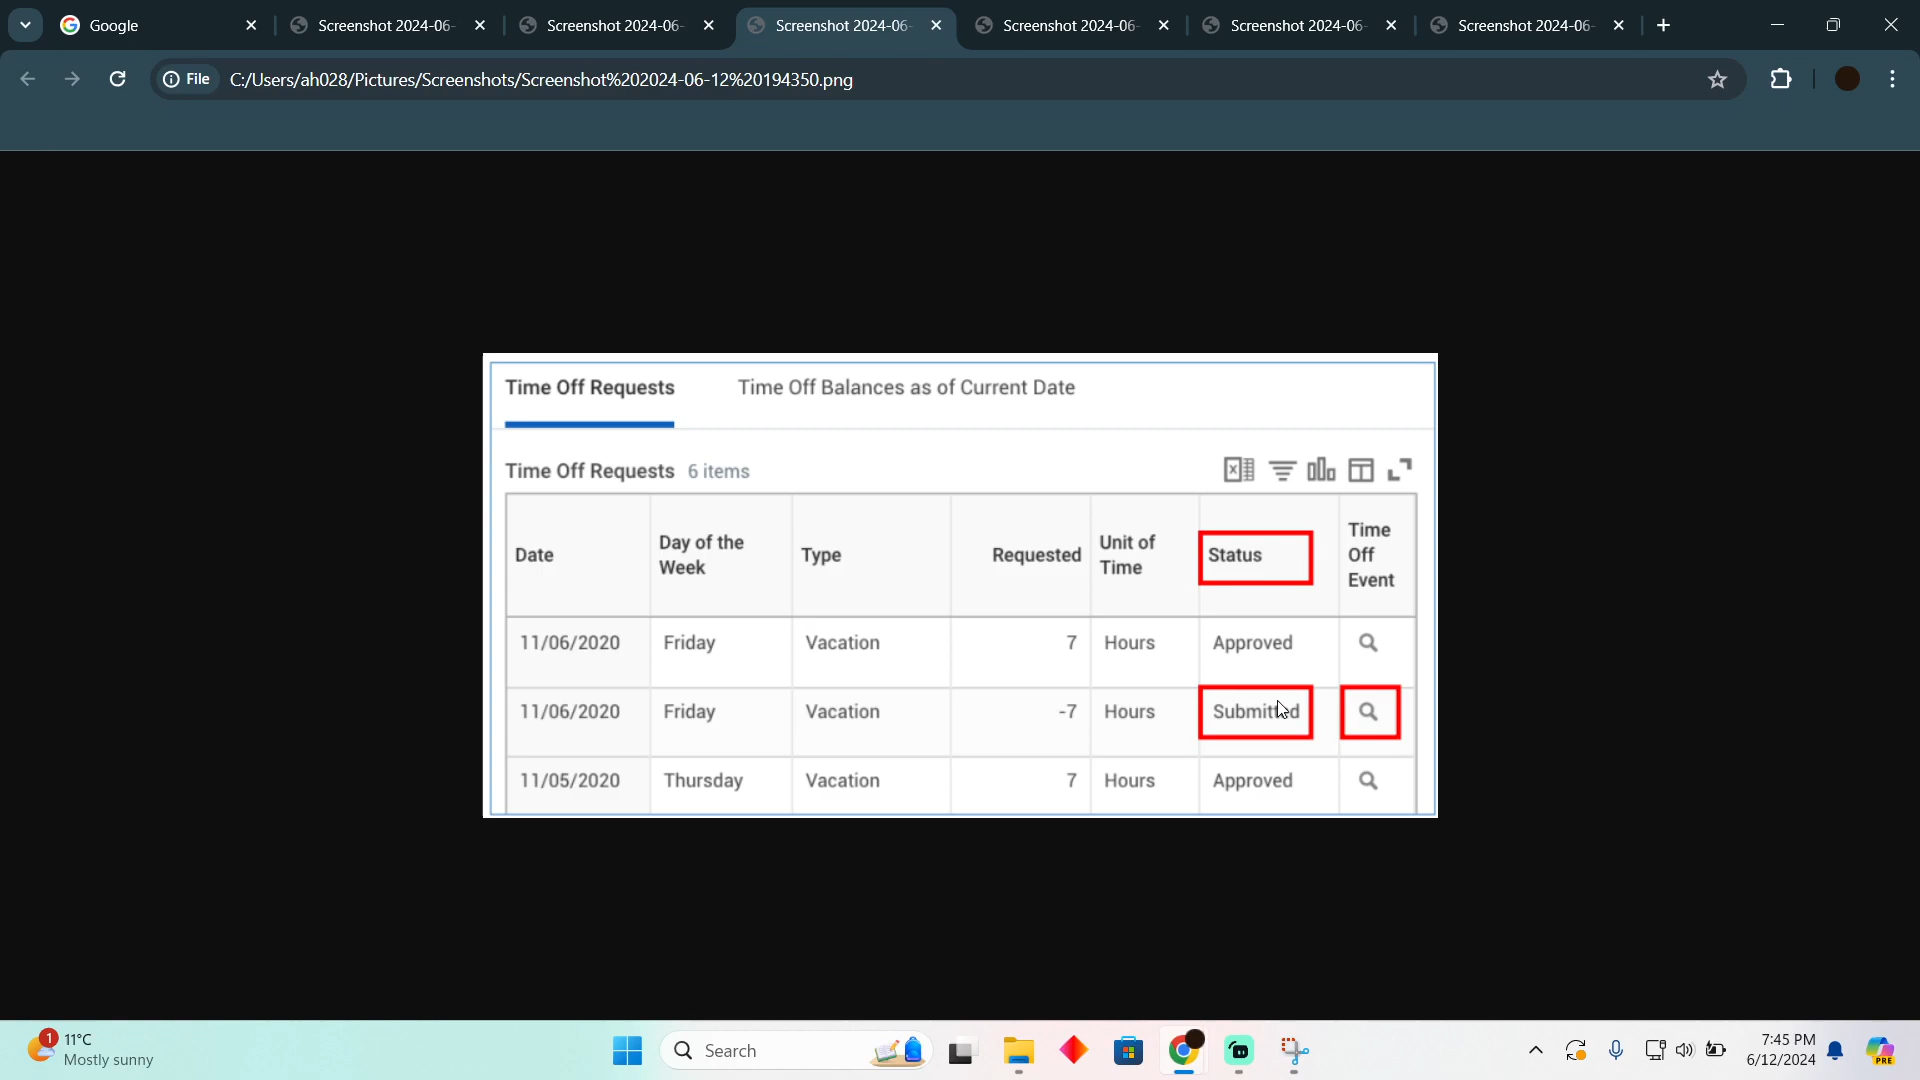 Google
Screenshot 2024-06-
Screenshot 2024-06-
Screenshot 2024-06-
Screenshot 2024-06-
Screenshot 2024-06-
Screenshot 2024-06-
File C:/Users/ah028/Pictures/Screenshots/Screenshot%202024-06-12%20194350.png
Time Off Requests Time Off Balances as of Current Date
Time Off Requests 6 items
Date Day of the Week Type Requested Unit of Time Status Time Off Event
11/06/2020 Friday Vacation 7 Hours Approved
11/06/2020 Friday Vacation -7 Hours Submitted
11/05/2020 Thursday Vacation 7 Hours Approved
1
11°C
Mostly sunny
Search
7:45 PM
6/12/2024
PRE